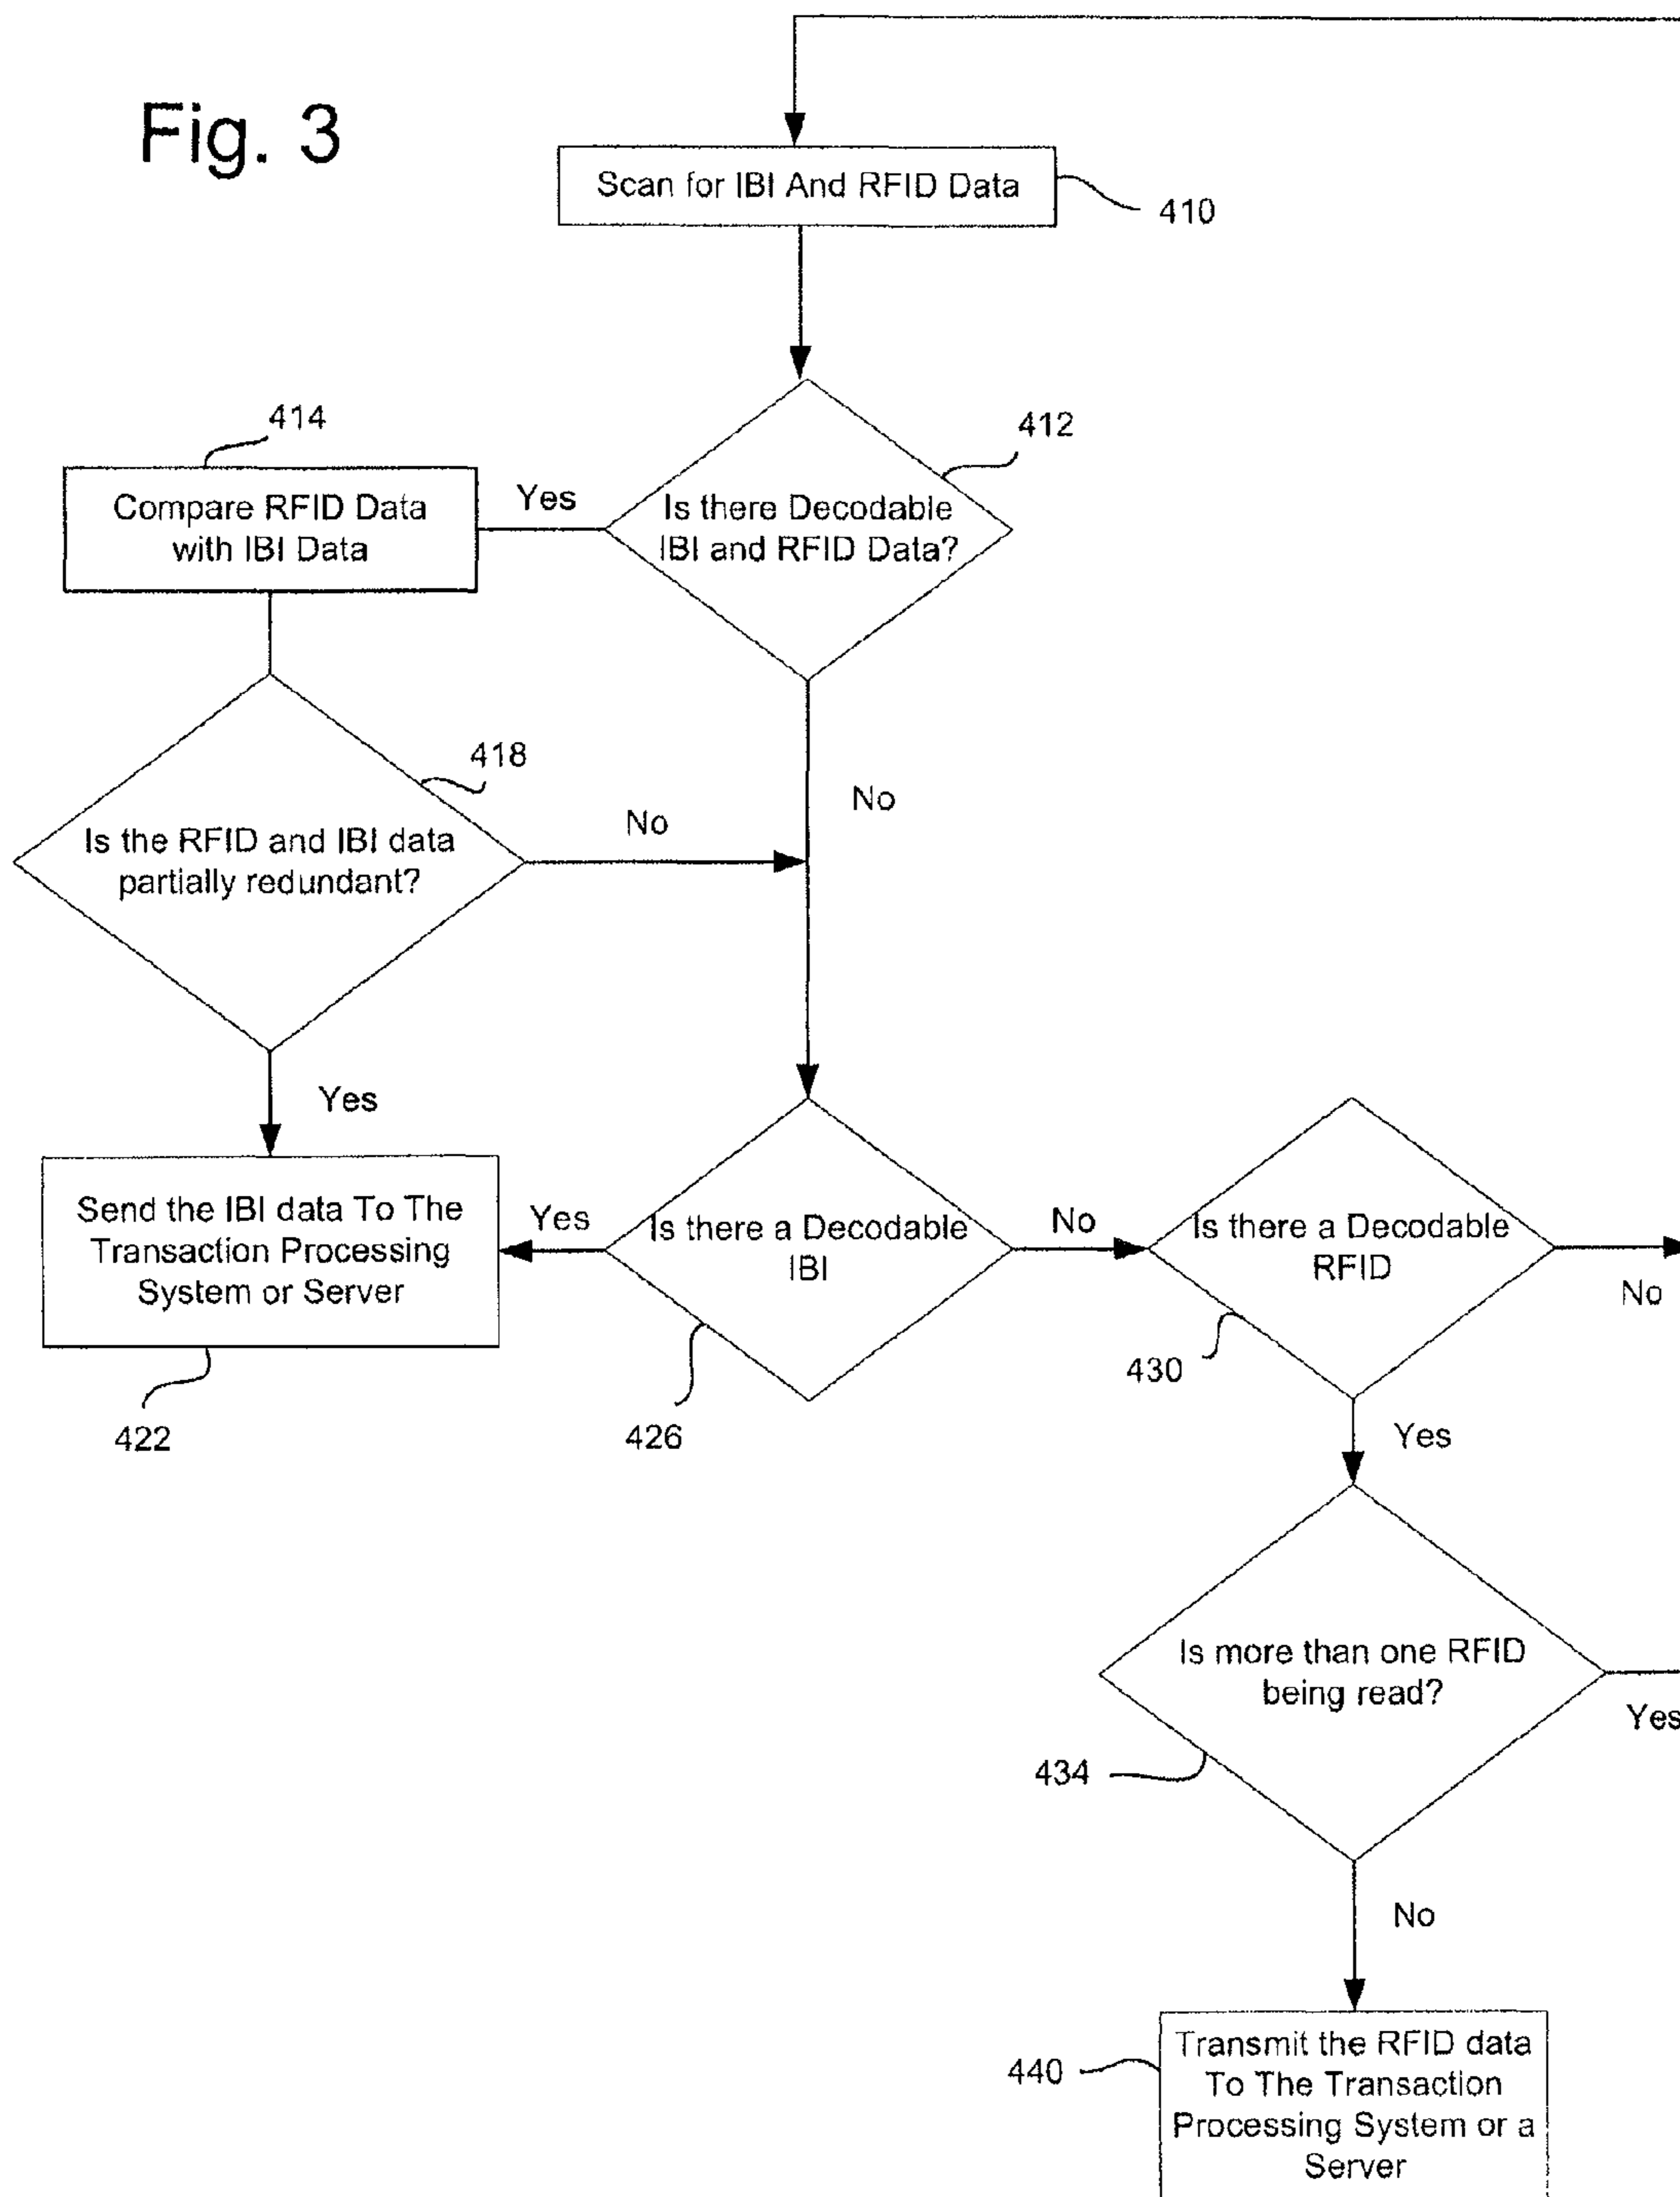 Fig. 3
Scan for IBI And RFID Data
410
414
412
Compare RFID Data
with IBI Data
Yes
Is there Decodable
IBI and RFID Data?
418
No
No
Is the RFID and IBI data
partially redundant?
Yes
Send the IBI data To The
Transaction Processing
System or Server
Yes
Is there a Decodable
IBI
No
Is there a Decodable
RFID
No
422
426
430
Yes
Is more than one RFID
being read?
Yes
434
No
440
Transmit the RFID data
To The Transaction
Processing System or a
Server